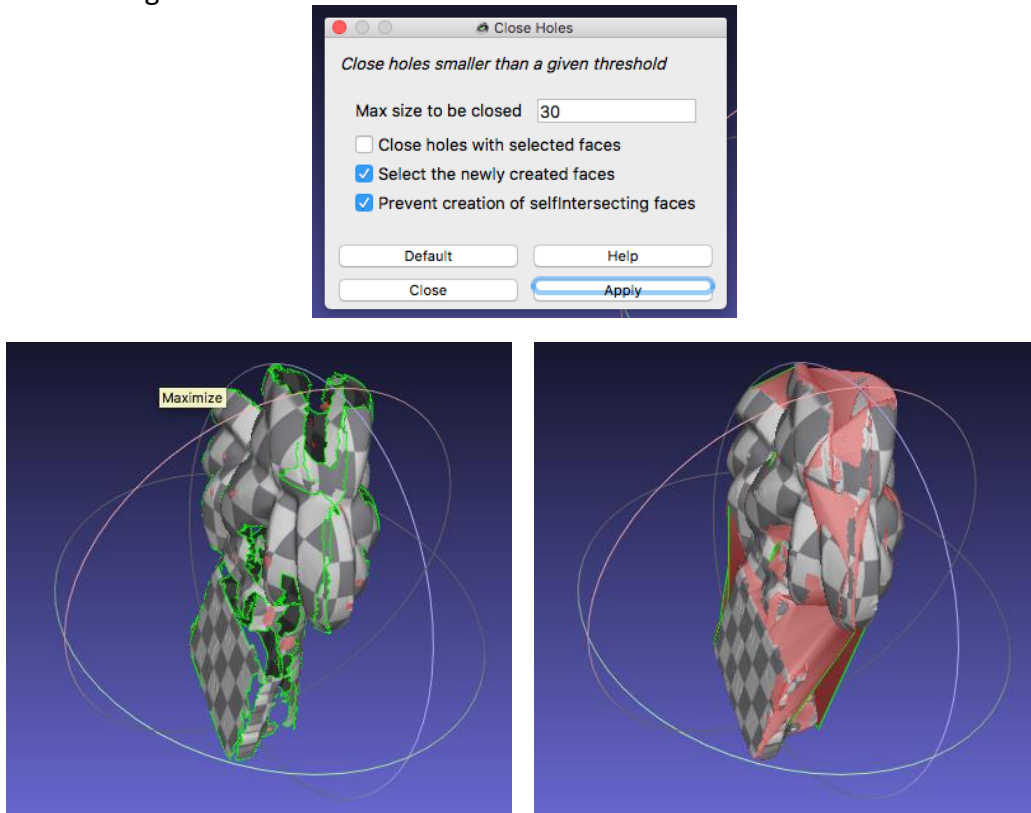 Close Holes
Close holes smaller than a given threshold
Max size to be closed 30
Close holes with selected faces
Select the newly created faces
Prevent creation of selfIntersecting faces
Default Help
Close Apply
Maximize